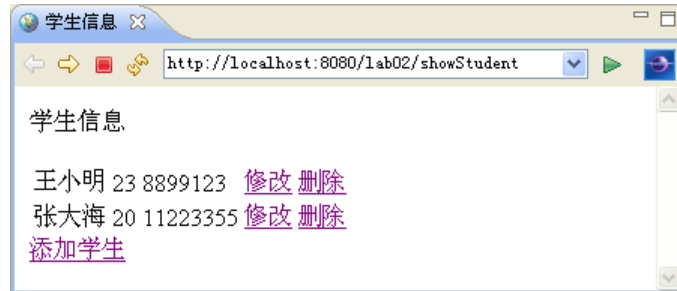 学生信息
http://localhost:8080/lab02/showStudent
学生信息
王小明 23 8899123 修改 删除
张大海 20 11223355 修改 删除
添加学生